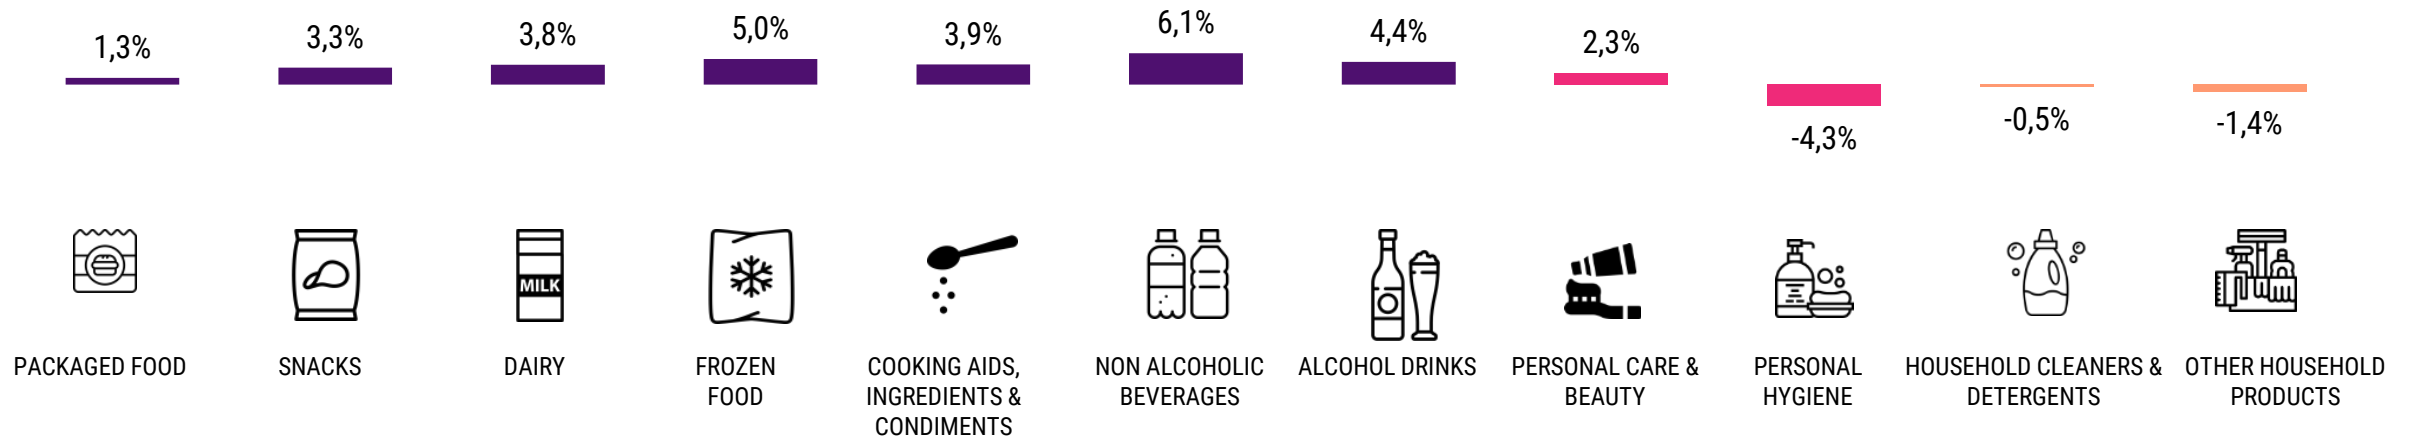 1,3%
3,3%
3,8%
5,0%
3,9%
6,1%
4,4%
2,3%
-4,3%
-0,5%
-1,4%
MILK
PACKAGED FOOD
SNACKS
DAIRY
FROZEN
FOOD
COOKING AIDS,
INGREDIENTS &
CONDIMENTS
NON ALCOHOLIC
BEVERAGES
ALCOHOL DRINKS
PERSONAL CARE &
BEAUTY
PERSONAL
HYGIENE
HOUSEHOLD CLEANERS &
DETERGENTS
OTHER HOUSEHOLD
PRODUCTS